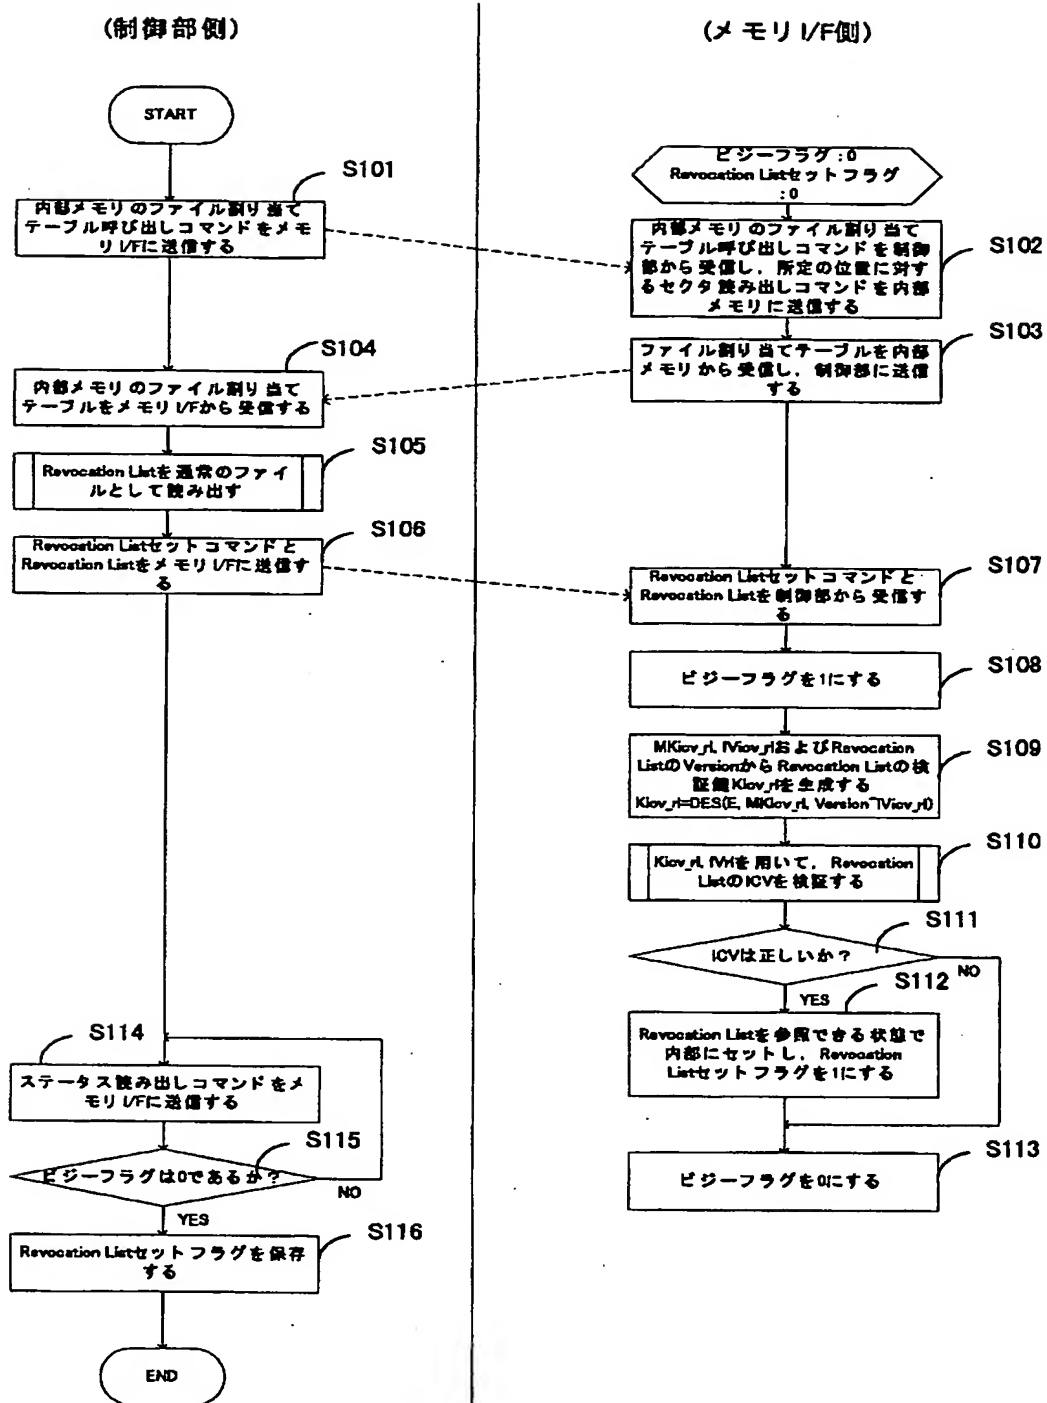 (制御部側)
(メモリI/F側)
START
S101
内部メモリのファイル割り当て
テーブル呼び出しコマンドをメモ
リI/Fに送信する
ビジーフラグ:0
Revocation Listセットフラグ
:0
S102
内部メモリのファイル割り当て
テーブル呼び出しコマンドを制御
部から受信し、所定の位置に対す
るセクタ読み出しコマンドを内部
メモリに送信する
S103
ファイル割り当てテーブルを内部
メモリから受信し、制御部に送信
する
S104
内部メモリのファイル割り当て
テーブルをメモリI/Fから受信する
S105
Revocation Listを通常のファイ
ルとして読み出す
S106
Revocation Listセットコマンドと
Revocation ListをメモリI/Fに送信す
る
S107
Revocation Listセットコマンドと
Revocation Listを制御部から受信す
る
S108
ビジーフラグを1にする
S109
MKicv_rl, IVicv_rlおよびRevocation
ListのVersionからRevocation Listの検
証鍵Kicv_rlを生成する
Kicv_rl=DES(E, MKicv_rl, Version^IVicv_rl)
S110
Kicv_rl, IVrlを用いて、Revocation
ListのICVを検証する
S111
ICVは正しいか?
NO
YES
S112
Revocation Listを参照できる状態で
内部にセットし、Revocation
Listセットフラグを1にする
S113
ビジーフラグを0にする
S114
ステータス読み出しコマンドをメ
モリI/Fに送信する
S115
ビジーフラグは0であるか?
NO
YES
S116
Revocation Listセットフラグを保存
する
END